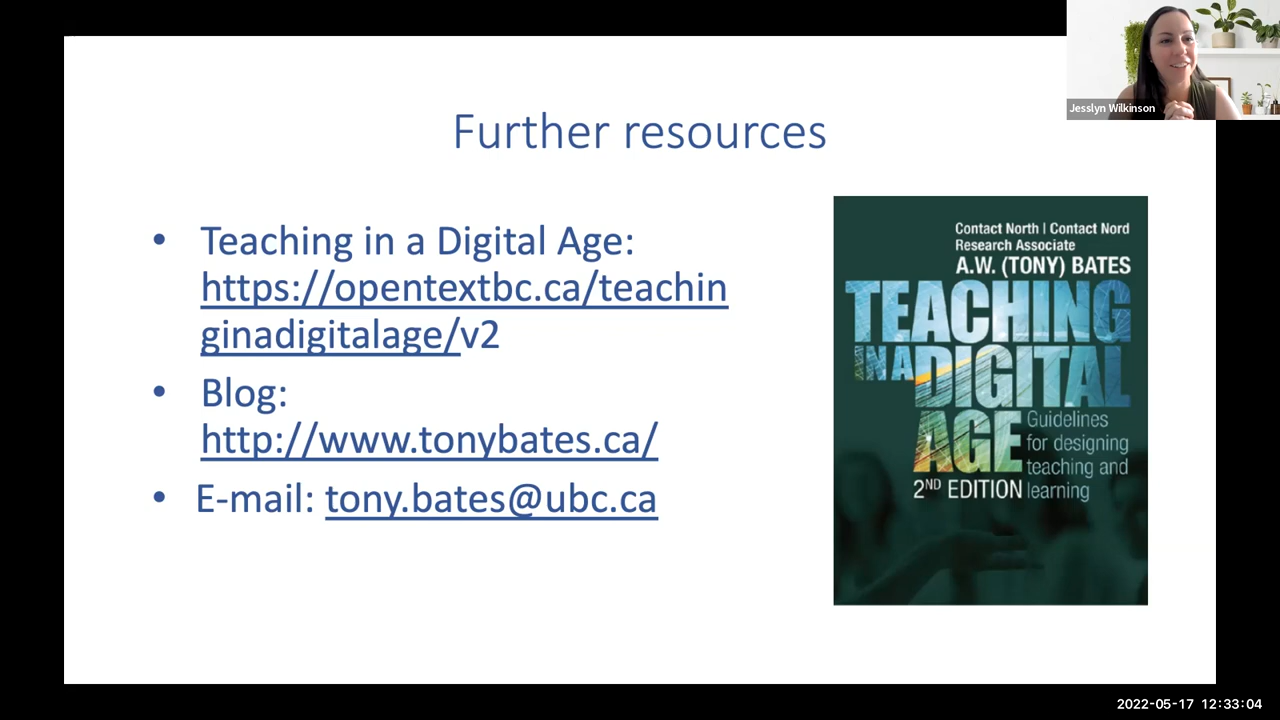 Jesslyn Wilkinson
Further resources
• Teaching in a Digital Age:
https://opentextbc.ca/teachin
ginadigitalage/v2
• Blog:
http://www.tonybates.ca/
• E-mail: tony.bates@ubc.ca
Contact North | Contact Nord
Research Associate
A.W. (TONY) BATES
TEACHING
IN A DIGITAL
AGE
Guidelines
for designing
teaching and
learning
2ND EDITION
2022-05-17 12:33:04